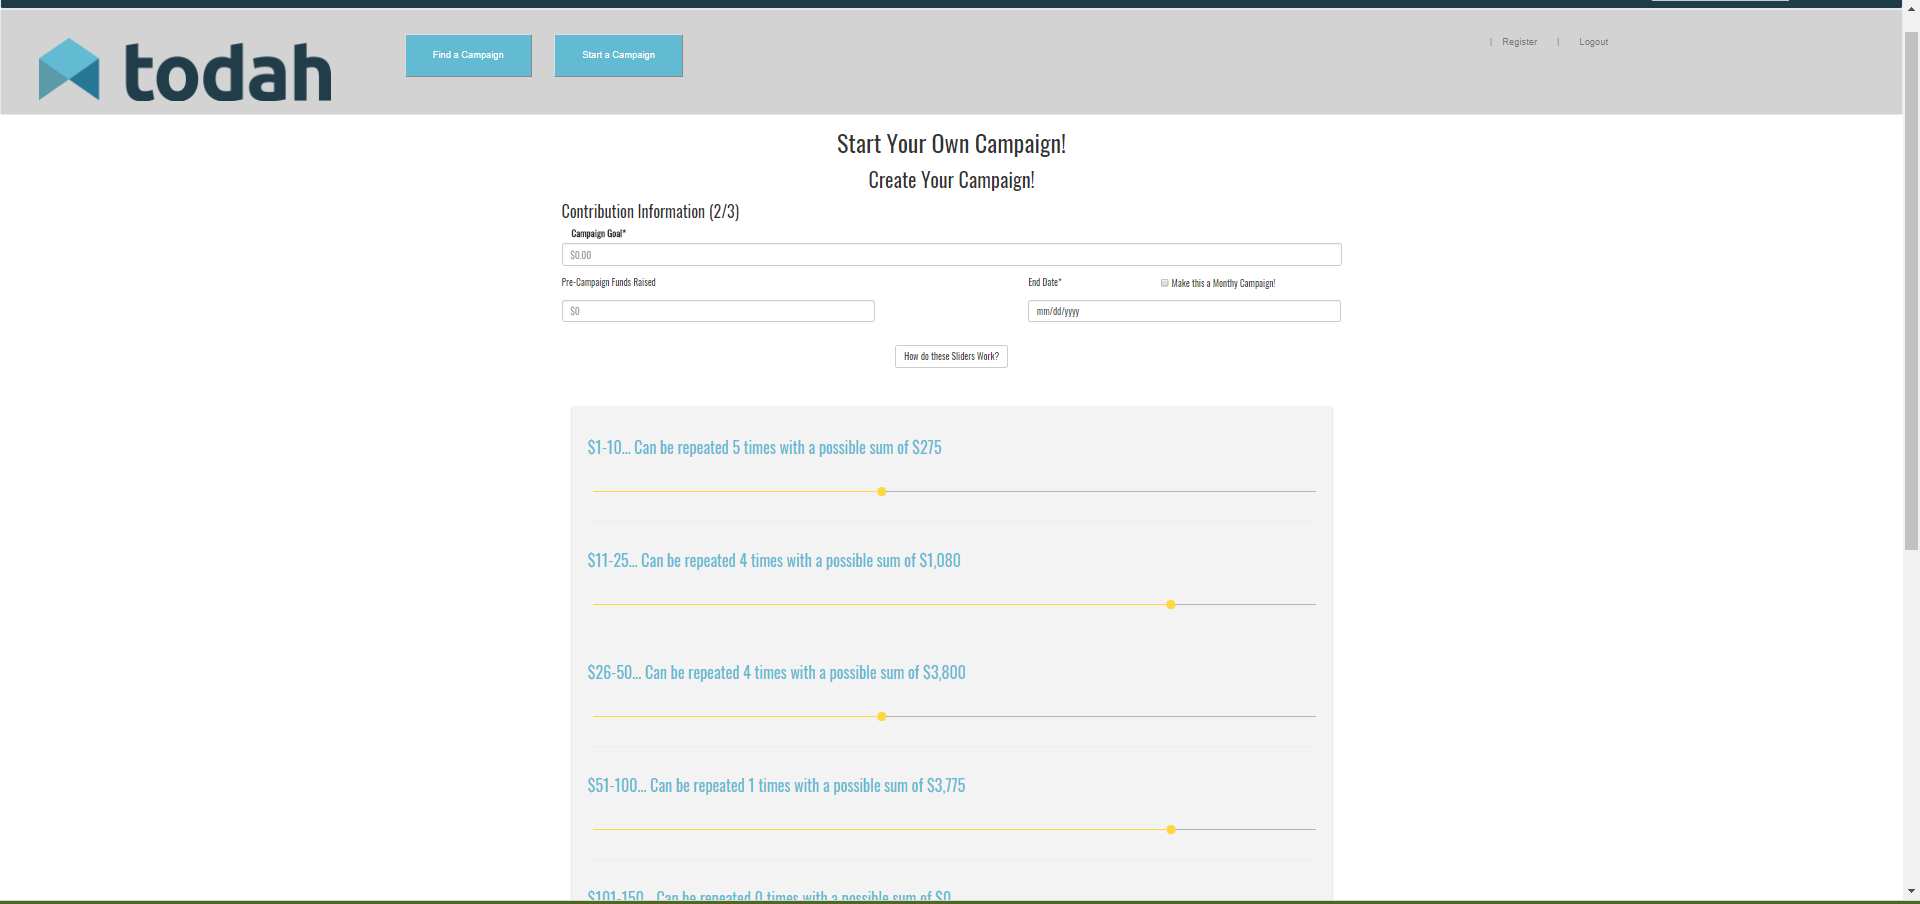 todah
Find a Campaign
Start a Campaign
| Register | Logout
Start Your Own Campaign!
Create Your Campaign!
Contribution Information (2/3)
Campaign Goal*
$0.00
Pre-Campaign Funds Raised
End Date*
Make this a Monthy Campaign!
$0
mm/dd/yyyy
How do these Sliders Work?
$1-10... Can be repeated 5 times with a possible sum of $275
$11-25... Can be repeated 4 times with a possible sum of $1,080
$26-50... Can be repeated 4 times with a possible sum of $3,800
$51-100... Can be repeated 1 times with a possible sum of $3,775
$101-150... Can be repeated 0 times with a possible sum of $0